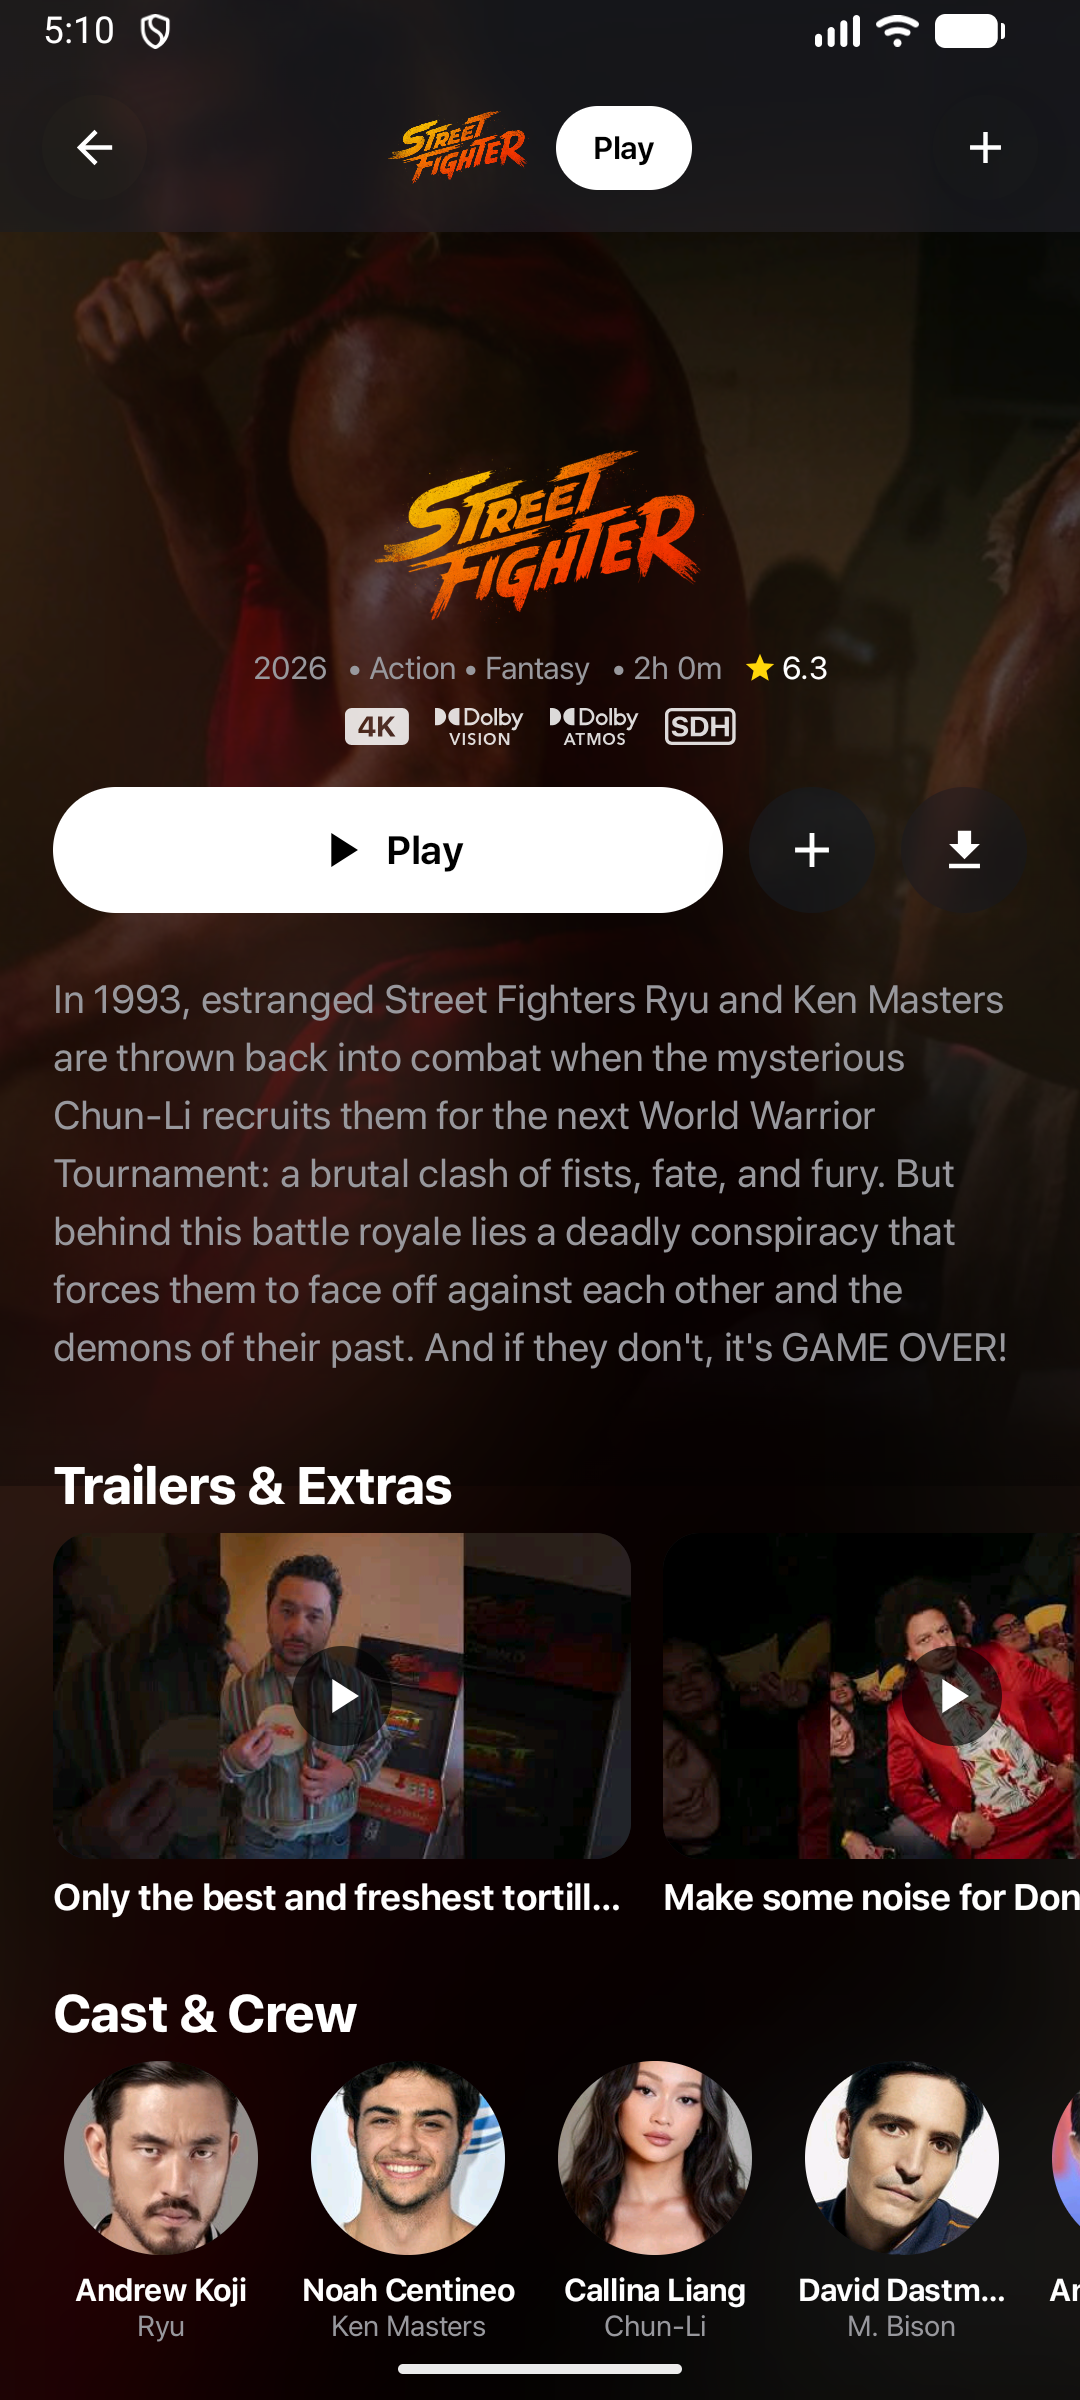 5:10
STREET FIGHTER Play
STREET
FIGHTER
2026 • Action • Fantasy • 2h 0m 6.3
4K Dolby VISION Dolby ATMOS SDH
Play
In 1993, estranged Street Fighters Ryu and Ken Masters
are thrown back into combat when the mysterious
Chun-Li recruits them for the next World Warrior
Tournament: a brutal clash of fists, fate, and fury. But
behind this battle royale lies a deadly conspiracy that
forces them to face off against each other and the
demons of their past. And if they don't, it's GAME OVER!
Trailers & Extras
Only the best and freshest tortill...
Make some noise for Don
Cast & Crew
Andrew Koji
Ryu
Noah Centineo
Ken Masters
Callina Liang
Chun-Li
David Dastm...
M. Bison